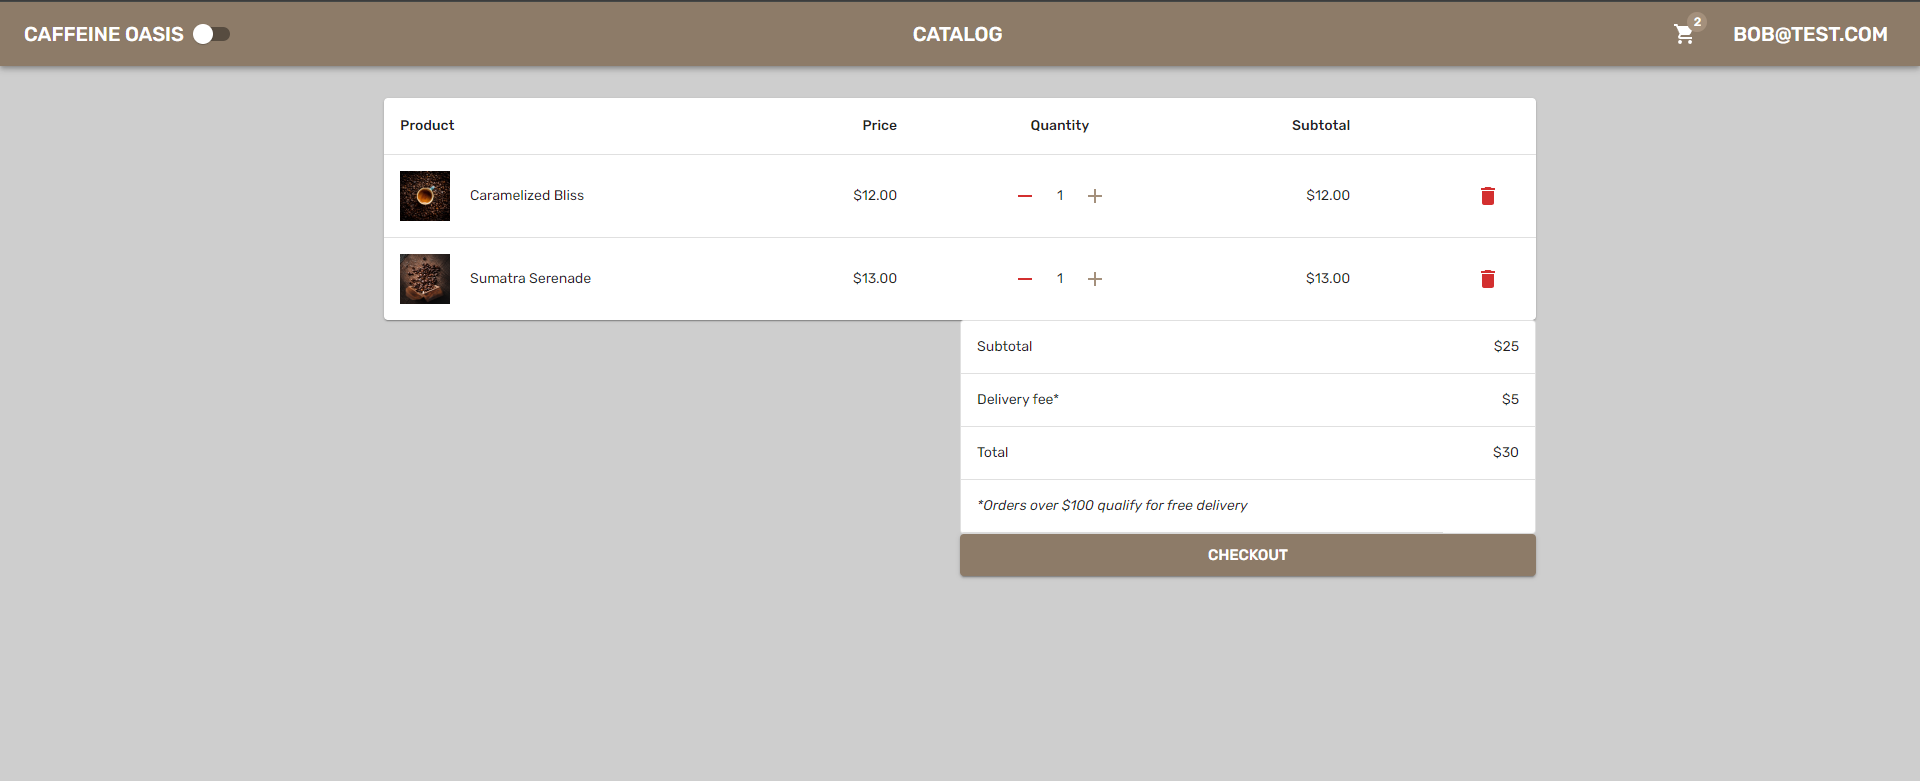 CAFFEINE OASIS CATALOG 2 BOB@TEST.COM
Product Price Quantity Subtotal
Caramelized Bliss $12.00 1 $12.00
Sumatra Serenade $13.00 1 $13.00
Subtotal $25
Delivery fee* $5
Total $30
*Orders over $100 qualify for free delivery
CHECKOUT